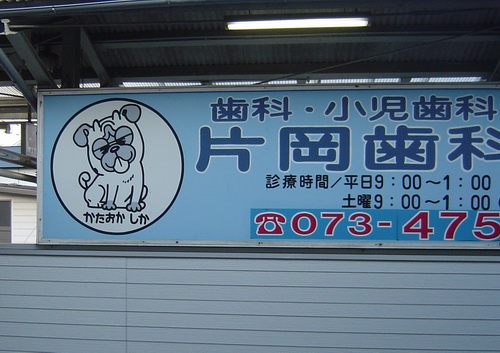 かたおか しか
歯科・小児歯科
片岡歯科
診療時間／平日9：00～1：00
土曜9：00～1：00
☎073-475